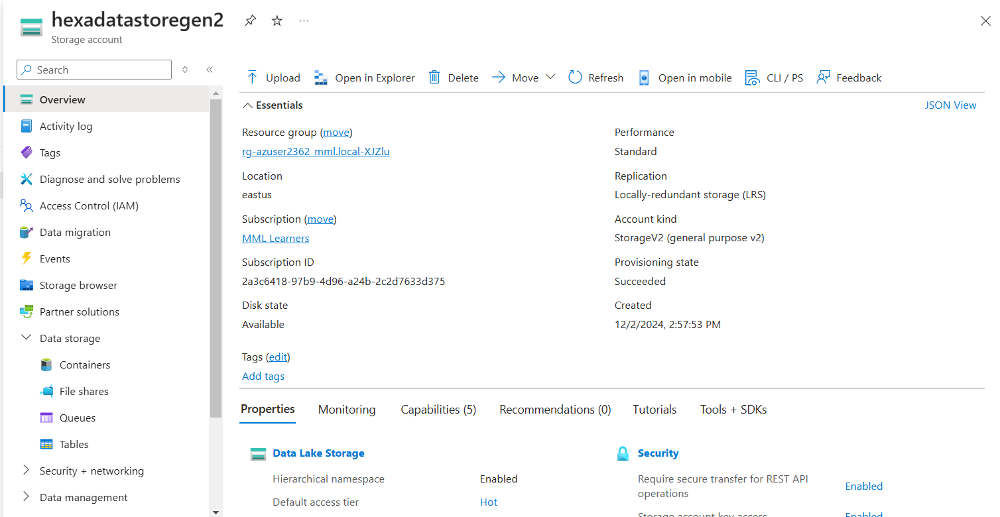 hexadatastoregen2
Storage account
Search
Overview
Activity log
Tags
Diagnose and solve problems
Access Control (IAM)
Data migration
Events
Storage browser
Partner solutions
Data storage
Containers
File shares
Queues
Tables
Security + networking
Data management
Upload Open in Explorer Delete Move Refresh Open in mobile CLI / PS Feedback
Essentials JSON View
Resource group (move)
rg-azuser2362_mml.local-XJZlu
Location
eastus
Subscription (move)
MML Learners
Subscription ID
2a3c6418-97b9-4d96-a24b-2c2d7633d375
Disk state
Available
Performance
Standard
Replication
Locally-redundant storage (LRS)
Account kind
StorageV2 (general purpose v2)
Provisioning state
Succeeded
Created
12/2/2024, 2:57:53 PM
Tags (edit)
Add tags
Properties Monitoring Capabilities (5) Recommendations (0) Tutorials Tools + SDKs
Data Lake Storage
Hierarchical namespace Enabled
Default access tier Hot
Security
Require secure transfer for REST API
operations Enabled
Storage account key access Enabled